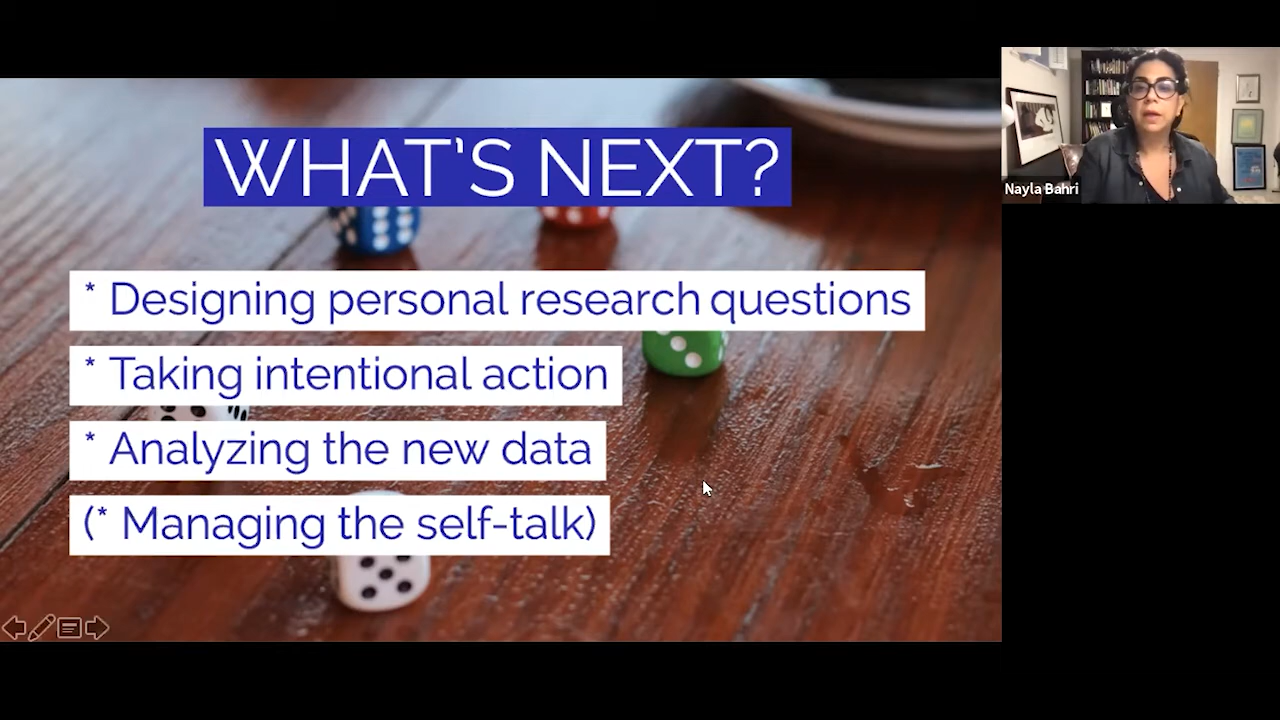 WHAT'S NEXT?
* Designing personal research questions
* Taking intentional action
* Analyzing the new data
(* Managing the self-talk)
Nayla Bahri